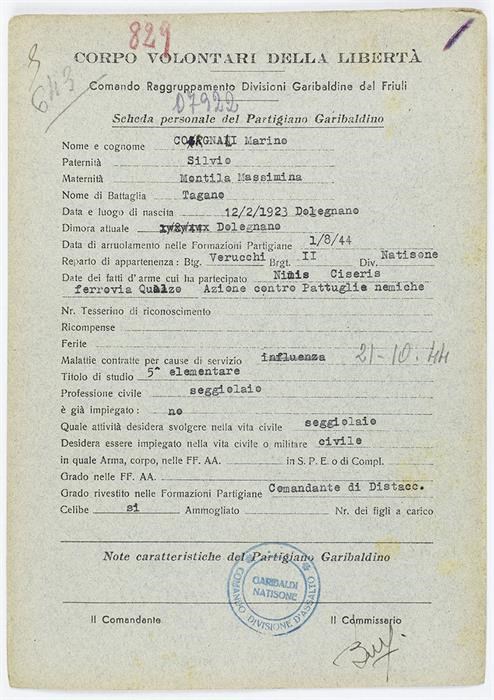 829
643
CORPO VOLONTARI DELLA LIBERTÀ
Comando Raggruppamento Divisioni Garibaldine del Friuli
07922
Scheda personale del Partigiano Garibaldino
Nome e cognome Marino
Paternità Silvio
Maternità Montila Massimina
Nome di Battaglia Tagano
Data e luogo di nascita 12/2/1923 Dolegnano
Dimora attuale Dolegnano
Data di arruolamento nelle Formazioni Partigiane 1/8/44
Reparto di appartenenza: Btg. Verucchi Brgt. II Div. Natisone
Date dei fatti d'arme cui ha partecipato Nimis Ciseris
ferrovia Azione contro Pattuglie nemiche
Nr. Tesserino di riconoscimento
Ricompense
Ferite
Malattie contratte per cause di servizio influenza 21-10-44
Titolo di studio 5^ elementare
Professione civile seggiolaio
è già impiegato: no
Quale attività desidera svolgere nella vita civile seggiolaio
Desidera essere impiegato nella vita civile o militare civile
in quale Arma, corpo, nelle FF. AA. in S. P. E. o di Compl.
Grado nelle FF. AA.
Grado rivestito nelle Formazioni Partigiane Comandante di Distacc.
Celibe si Ammogliato Nr. dei figli a carico
Note caratteristiche del Partigiano Garibaldino
COMANDO DIVISIONE D'ASSALTO
GARIBALDI
NATISONE
Il Comandante Il Commissario